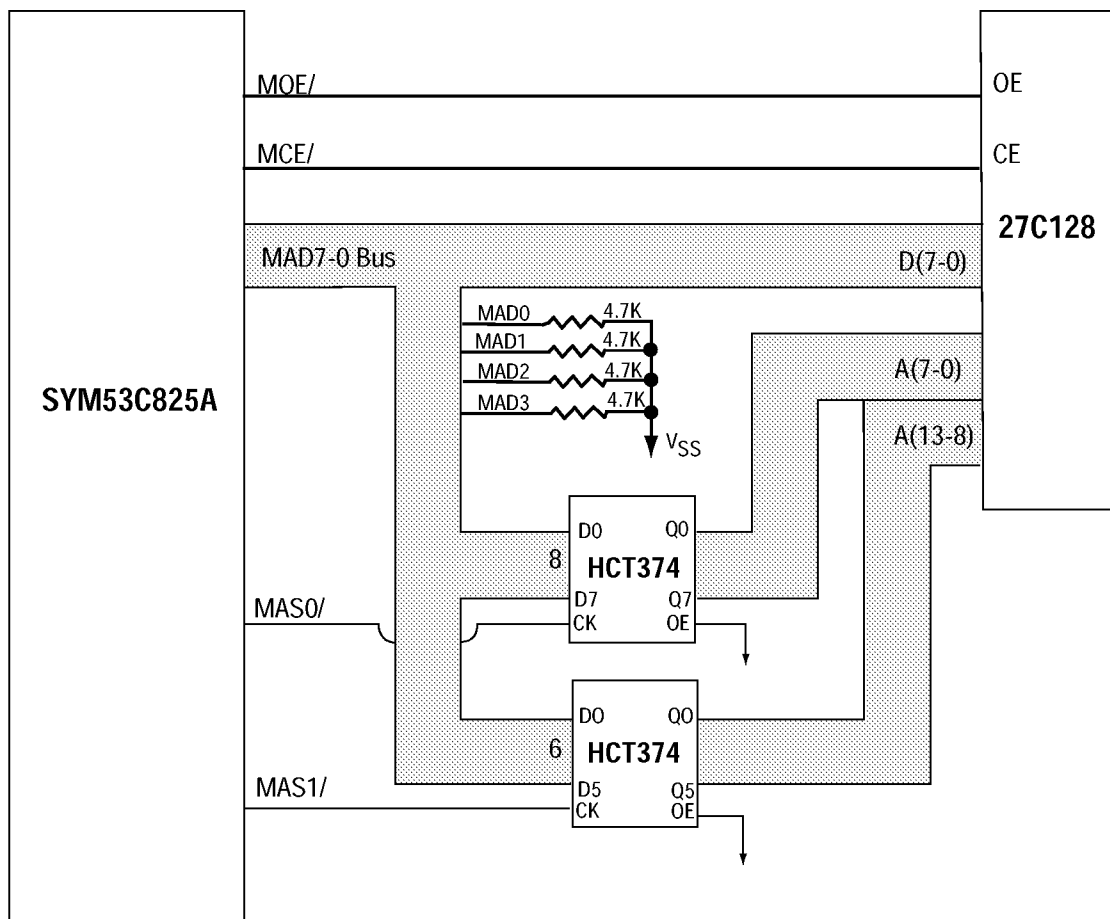 MOE/
OE
MCE/
CE
27C128
MAD7-0 Bus
D(7-0)
MAD0
4.7K
MAD1
4.7K
MAD2
4.7K
MAD3
4.7K
VSS
A(7-0)
A(13-8)
SYM53C825A
D0
Q0
8
HCT374
D7
Q7
MAS0/
CK
OE
D0
Q0
6
HCT374
D5
Q5
MAS1/
CK
OE